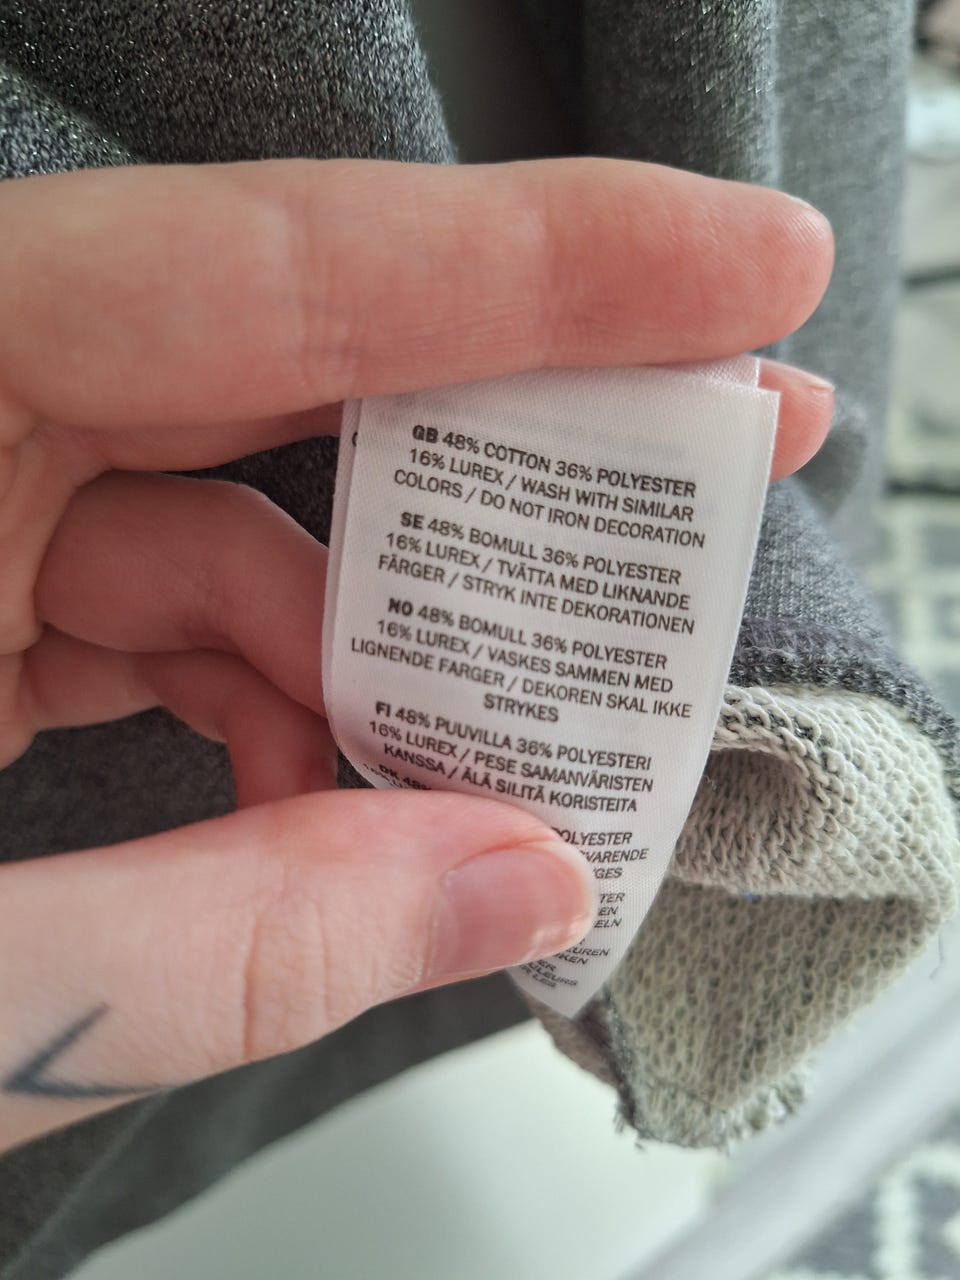 GB 48% COTTON 36% POLYESTER
16% LUREX / WASH WITH SIMILAR
COLORS / DO NOT IRON DECORATION
SE 48% BOMULL 36% POLYESTER
16% LUREX / TVÄTTA MED LIKNANDE
FÄRGER / STRYK INTE DEKORATIONEN
NO 48% BOMULL 36% POLYESTER
16% LUREX / VASKES SAMMEN MED
LIGNENDE FARGER / DEKOREN SKAL IKKE
STRYKES
FI 48% PUUVILLA 36% POLYESTERI
16% LUREX / PESE SAMANVÄRISTEN
KANSSA / ÄLÄ SILITÄ KORISTEITA
DK 48%